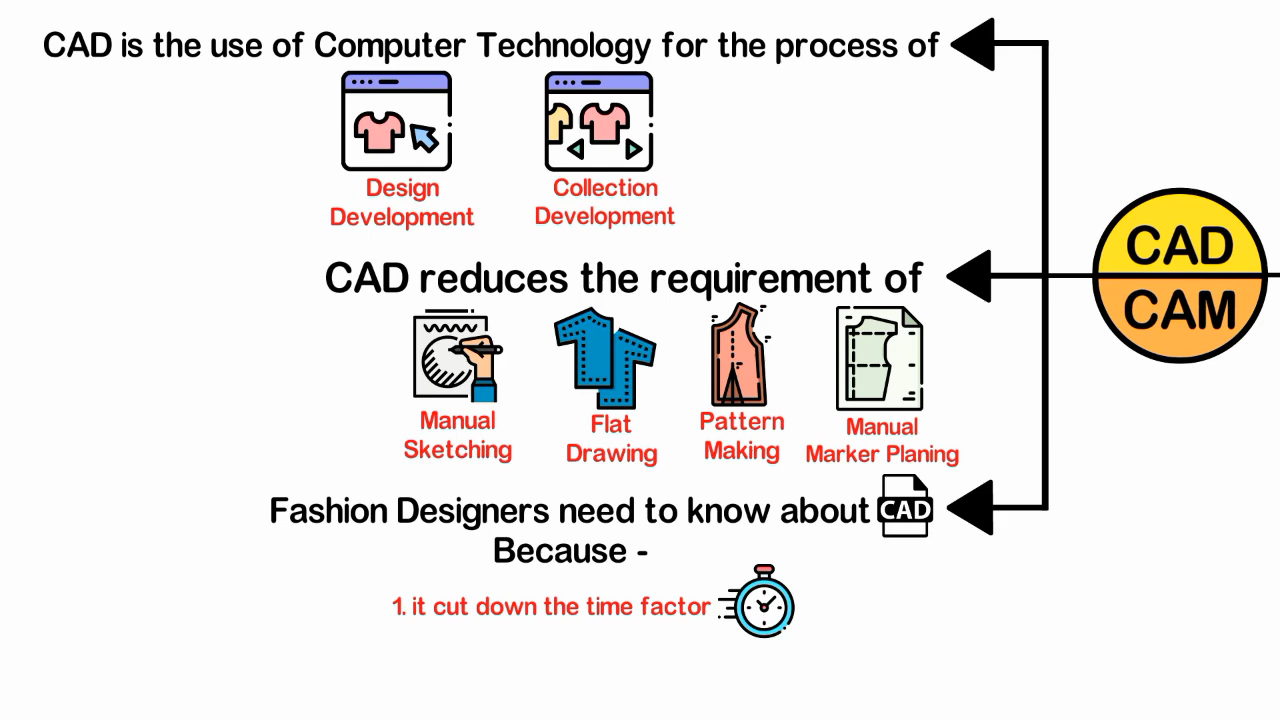 CAD is the use of Computer Technology for the process of
Design
Development
Collection
Development
CAD
CAM
CAD reduces the requirement of
Manual
Sketching
Flat
Drawing
Pattern
Making
Manual
Marker Planing
Fashion Designers need to know about CAD
Because -
1. it cut down the time factor